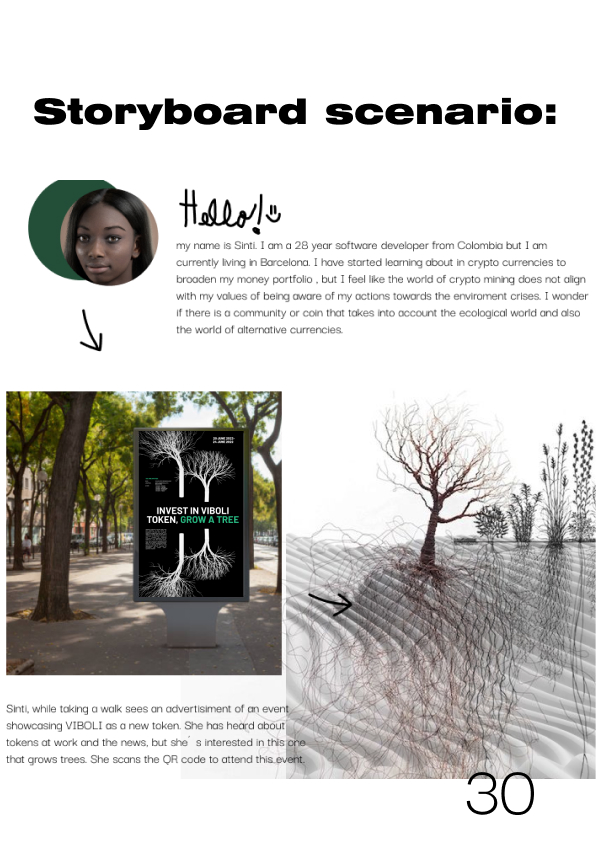 Storyboard scenario:
Hello!
my name is Sinti. I am a 28 year software developer from Colombia but I am
currently living in Barcelona. I have started learning about in crypto currencies to
broaden my money portfolio , but I feel like the world of crypto mining does not align
with my values of being aware of my actions towards the enviroment crises. I wonder
if there is a community or coin that takes into account the ecological world and also
the world of alternative currencies.
INVEST IN VIBOLI
TOKEN, GROW A TREE
Sinti, while taking a walk sees an advertisiment of an event
showcasing VIBOLI as a new token. She has heard about
tokens at work and the news, but she´s interested in this one
that grows trees. She scans the QR code to attend this event.
30